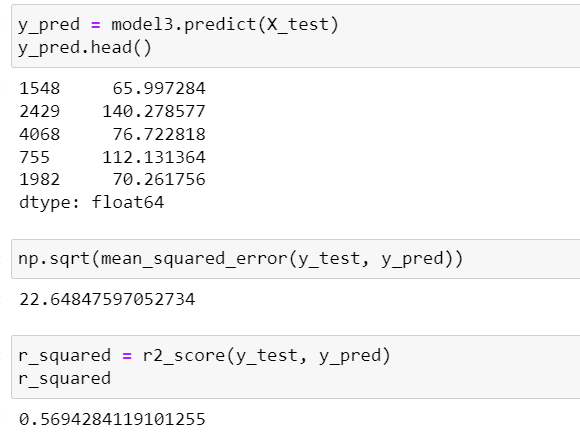 y_pred = model3.predict(X_test)
y_pred.head()
1548 65.997284
2429 140.278577
4068 76.722818
755 112.131364
1982 70.261756
dtype: float64
np.sqrt(mean_squared_error(y_test, y_pred))
22.64847597052734
r_squared = r2_score(y_test, y_pred)
r_squared
0.5694284119101255